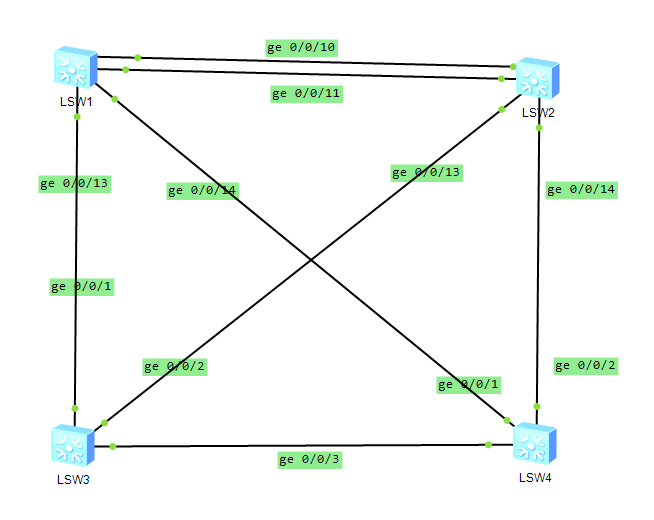 ge 0/0/10
LSW1
ge 0/0/11
LSW2
ge 0/0/13
ge 0/0/13
ge 0/0/14
ge 0/0/14
ge 0/0/1
ge 0/0/2
ge 0/0/2
ge 0/0/1
ge 0/0/3
LSW3
LSW4